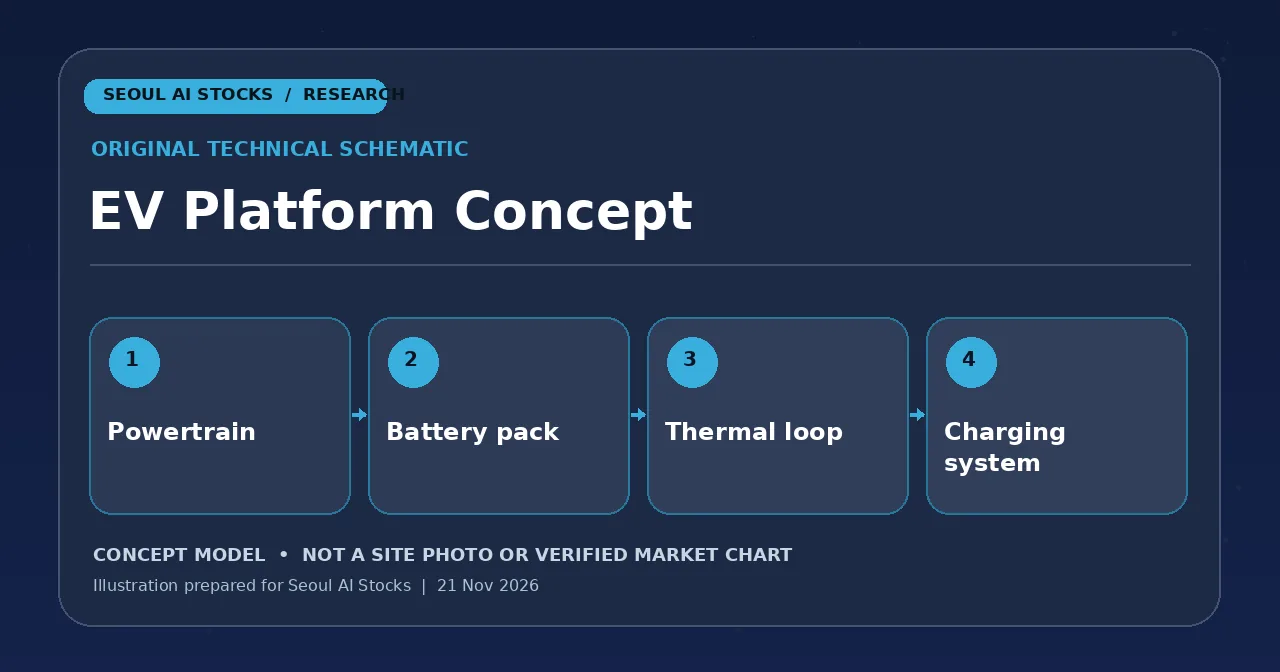 SEOUL AI STOCKS / RESEARCH
ORIGINAL TECHNICAL SCHEMATIC
EV Platform Concept
1
Powertrain
2
Battery pack
3
Thermal loop
4
Charging
system
CONCEPT MODEL • NOT A SITE PHOTO OR VERIFIED MARKET CHART
Illustration prepared for Seoul AI Stocks | 21 Nov 2026